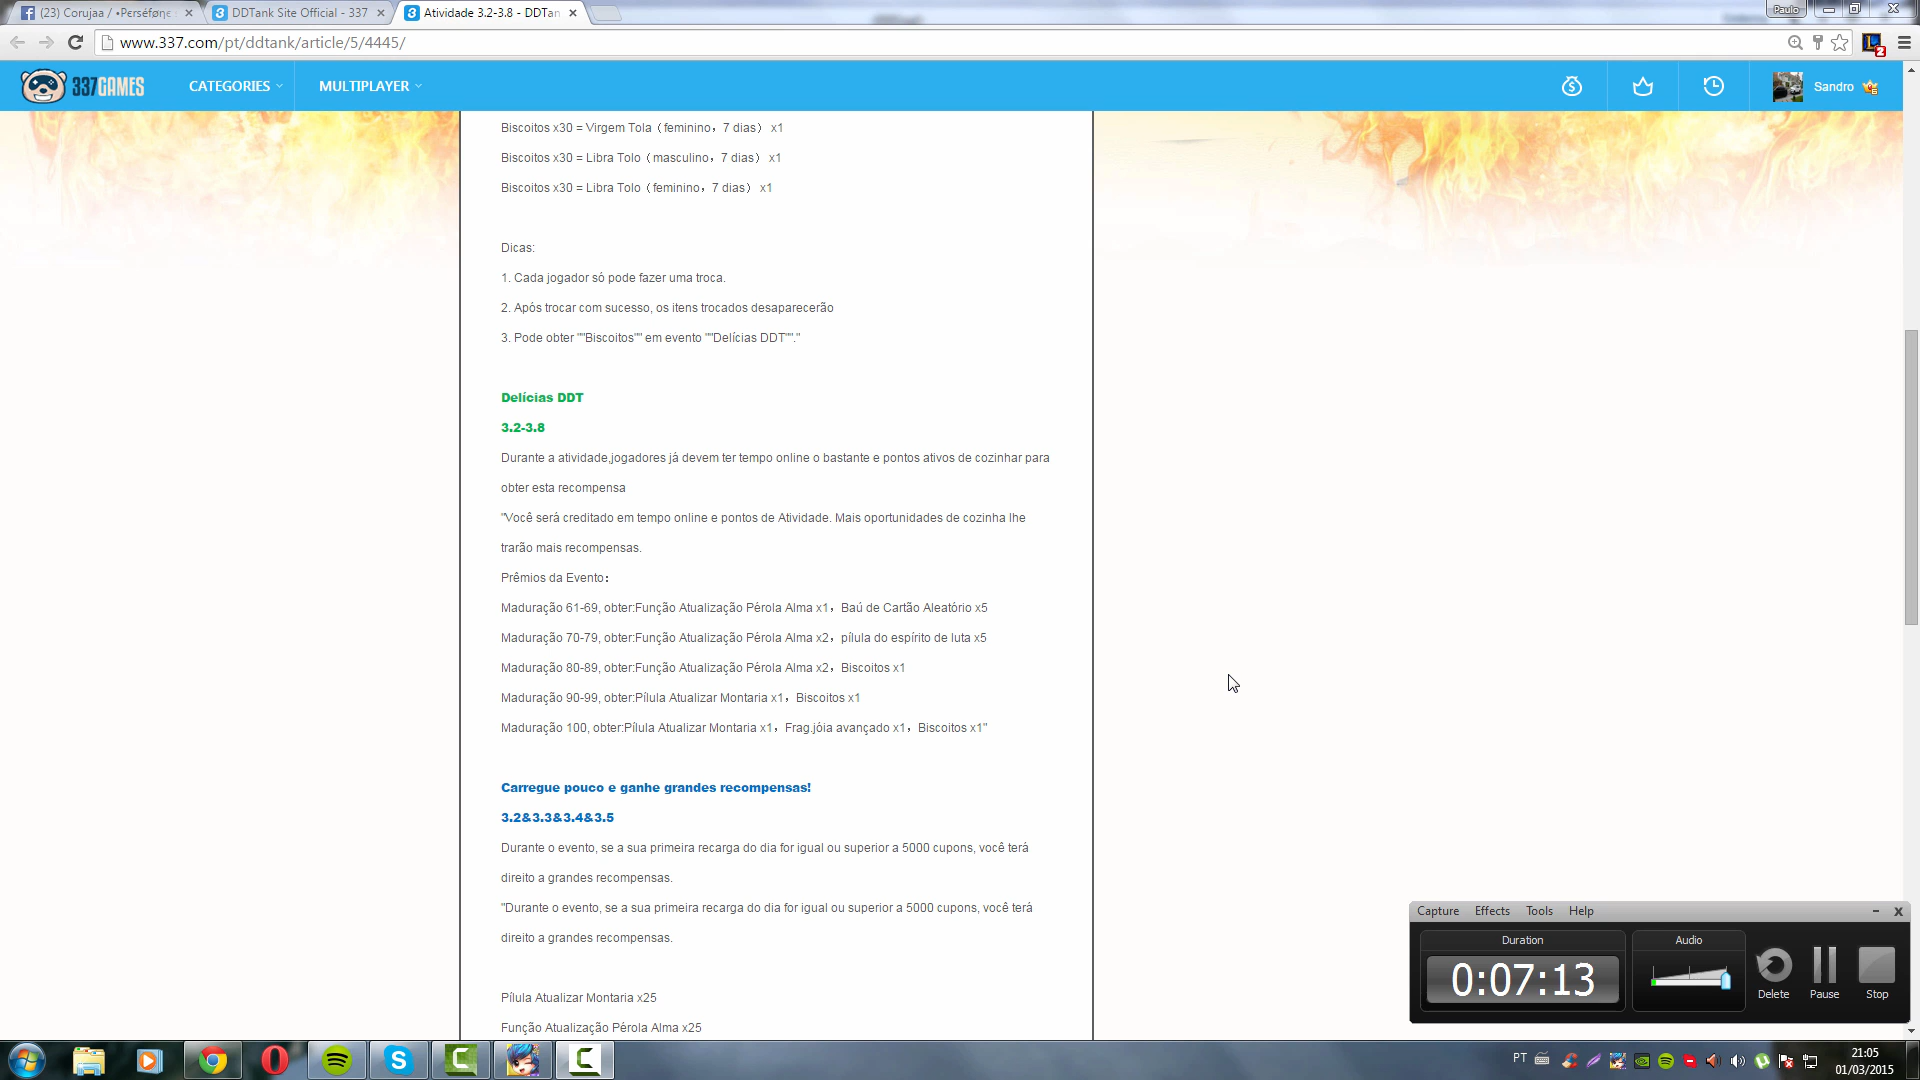 (23) Corujaa / •Pεrséføηε s
DDTank Site Official - 337
Atividade 3.2-3.8 - DDTan
Paulo
www.337.com/pt/ddtank/article/5/4445/
2
337GAMES
CATEGORIES
MULTIPLAYER
Sandro
Biscoitos x30 = Virgem Tola（feminino，7 dias） x1
Biscoitos x30 = Libra Tolo（masculino，7 dias） x1
Biscoitos x30 = Libra Tolo（feminino，7 dias） x1
Dicas:
1. Cada jogador só pode fazer uma troca.
2. Após trocar com sucesso, os itens trocados desaparecerão
3. Pode obter ""Biscoitos"" em evento ""Delícias DDT""."
Delícias DDT
3.2-3.8
Durante a atividade,jogadores já devem ter tempo online o bastante e pontos ativos de cozinhar para
obter esta recompensa
"Você será creditado em tempo online e pontos de Atividade. Mais oportunidades de cozinha lhe
trarão mais recompensas.
Prêmios da Evento：
Maduração 61-69, obter:Função Atualização Pérola Alma x1，Baú de Cartão Aleatório x5
Maduração 70-79, obter:Função Atualização Pérola Alma x2，pílula do espírito de luta x5
Maduração 80-89, obter:Função Atualização Pérola Alma x2，Biscoitos x1
Maduração 90-99, obter:Pílula Atualizar Montaria x1，Biscoitos x1
Maduração 100, obter:Pílula Atualizar Montaria x1，Frag.jóia avançado x1，Biscoitos x1"
Carregue pouco e ganhe grandes recompensas!
3.2&3.3&3.4&3.5
Durante o evento, se a sua primeira recarga do dia for igual ou superior a 5000 cupons, você terá
direito a grandes recompensas.
"Durante o evento, se a sua primeira recarga do dia for igual ou superior a 5000 cupons, você terá
direito a grandes recompensas.
Pílula Atualizar Montaria x25
Função Atualização Pérola Alma x25
Capture Effects Tools Help
Duration
0:07:13
Audio
Delete
Pause
Stop
PT
21:05
01/03/2015